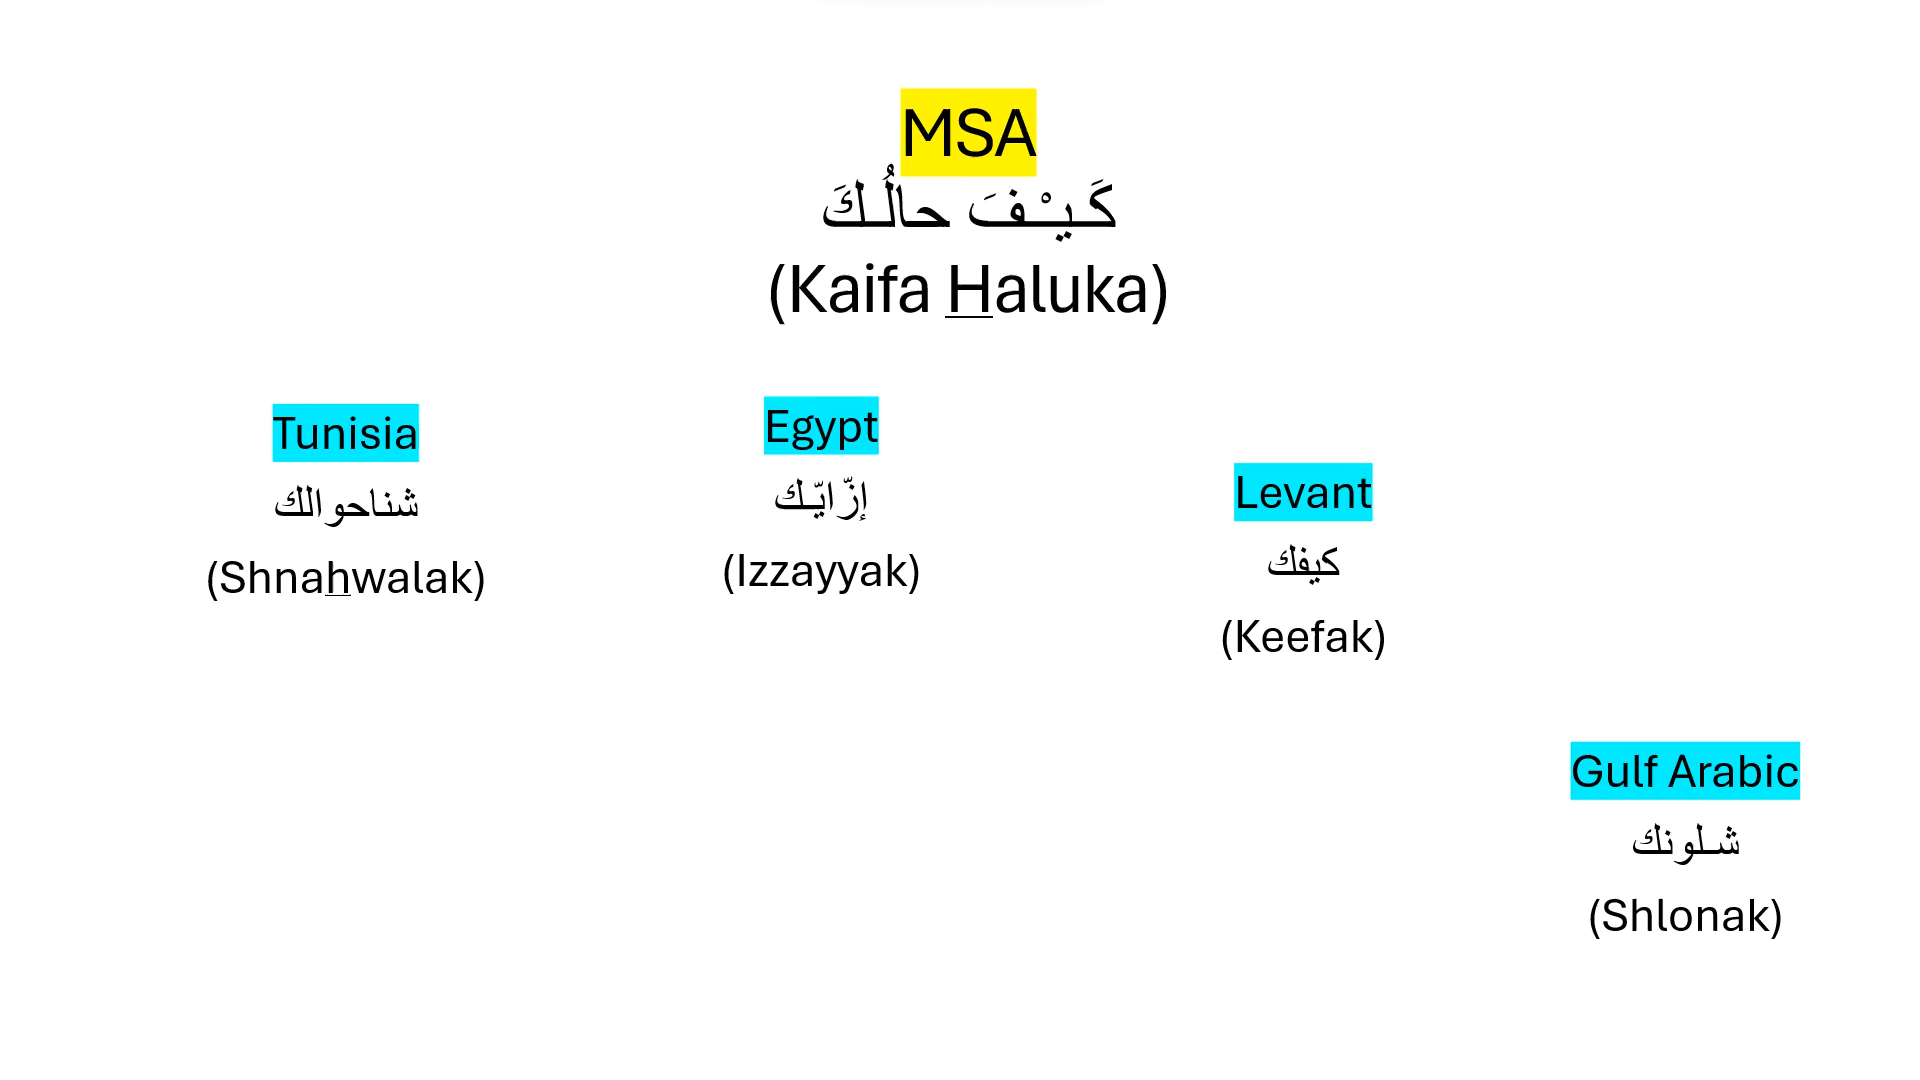 MSA
كَـيـْـفَ حالُـكَ
(Kaifa Haluka)
Tunisia
شناحوالك
(Shnahwalak)
Egypt
إزّايّـك
(Izzayyak)
Levant
كيفك
(Keefak)
Gulf Arabic
شـلونك
(Shlonak)